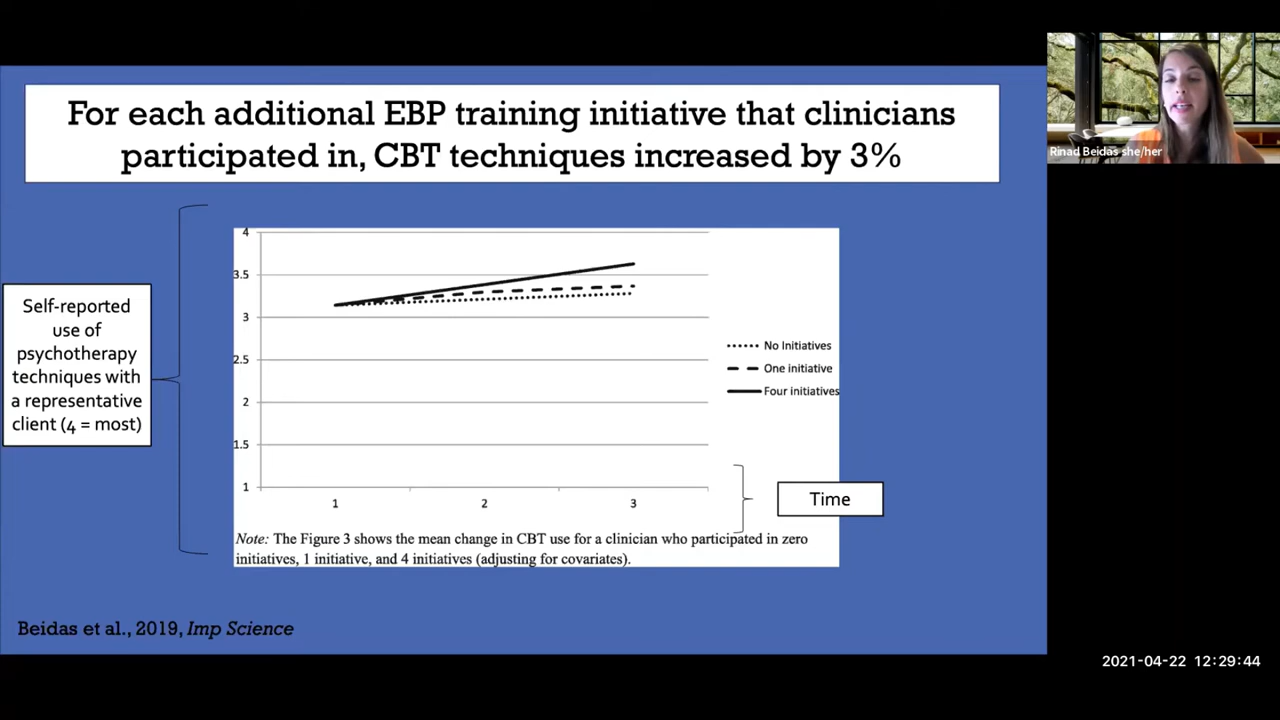 For each additional EBP training initiative that clinicians
participated in, CBT techniques increased by 3%
Rinad Beidas she/her
Self-reported
use of
psychotherapy
techniques with
a representative
client (4 = most)
4
3.5
3
2.5
2
1.5
1
1 2 3
No Initiatives
One initiative
Four initiatives
Time
Note: The Figure 3 shows the mean change in CBT use for a clinician who participated in zero
initiatives, 1 initiative, and 4 initiatives (adjusting for covariates).
Beidas et al., 2019, Imp Science
2021-04-22 12:29:44